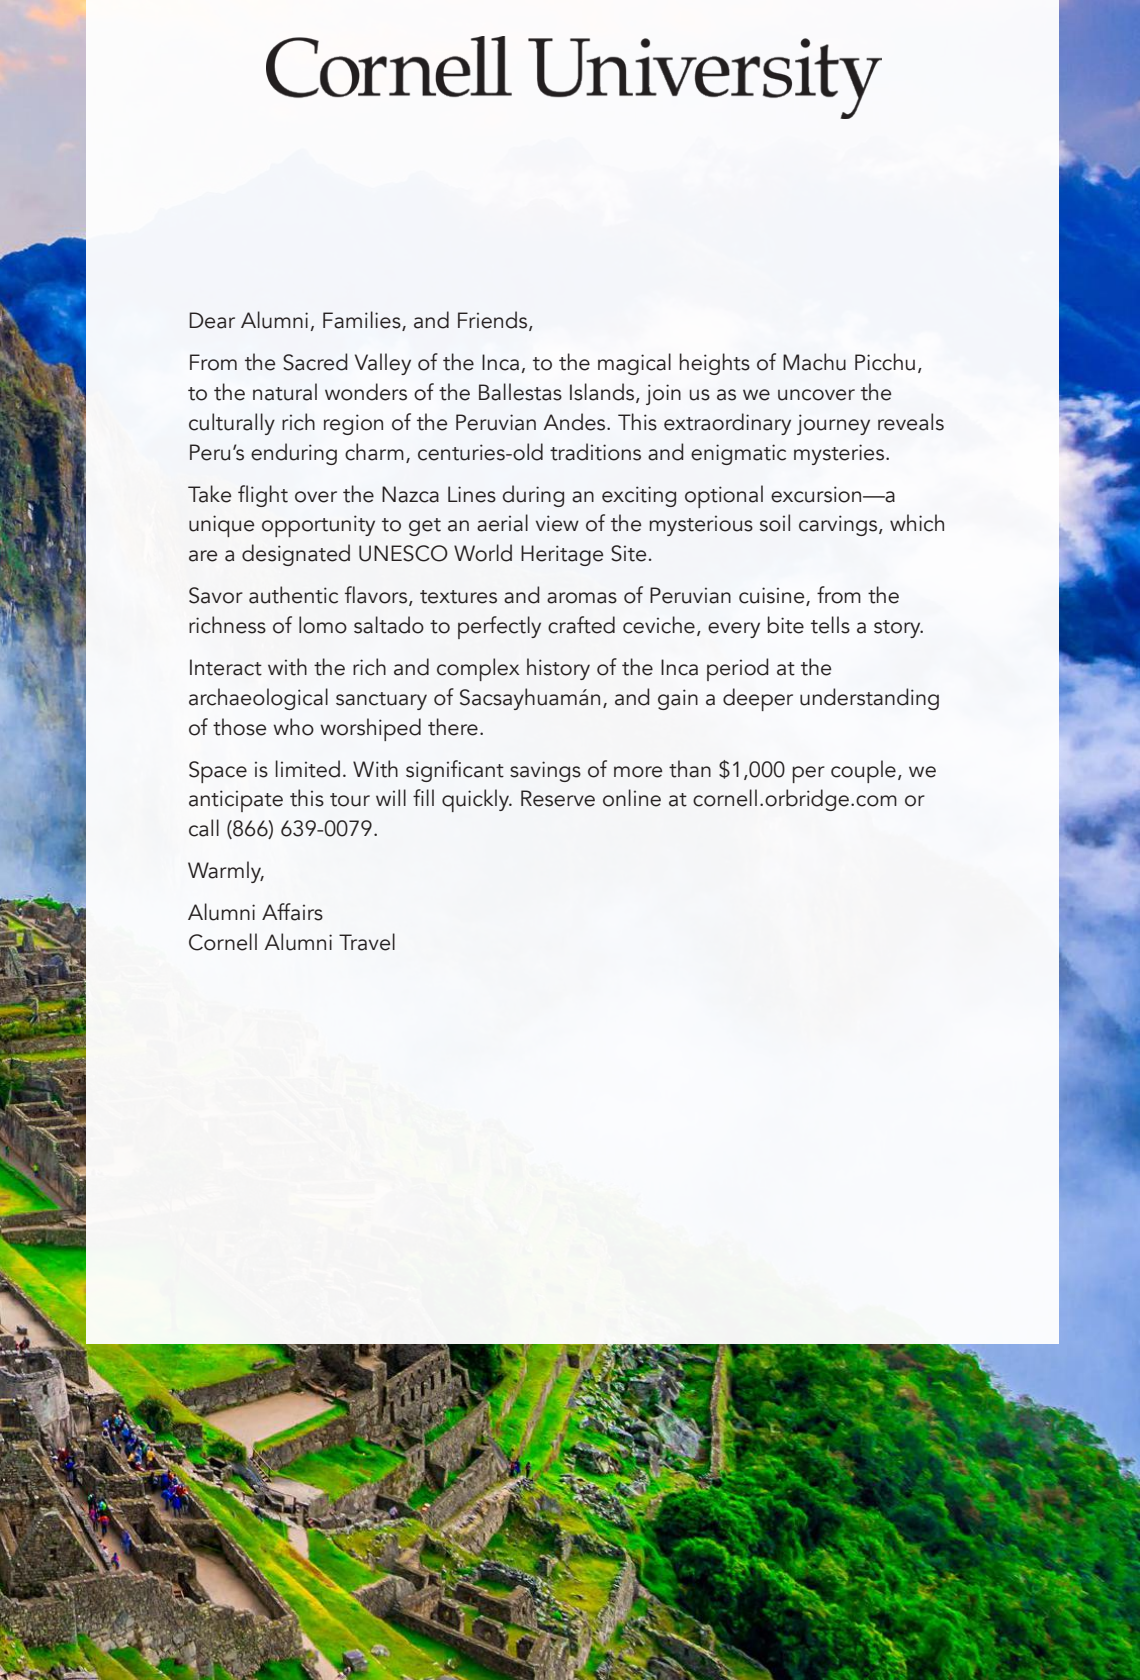 Cornell University
Dear Alumni, Families, and Friends,
From the Sacred Valley of the Inca, to the magical heights of Machu Picchu,
to the natural wonders of the Ballestas Islands, join us as we uncover the
culturally rich region of the Peruvian Andes. This extraordinary journey reveals
Peru’s enduring charm, centuries-old traditions and enigmatic mysteries.
Take flight over the Nazca Lines during an exciting optional excursion—a
unique opportunity to get an aerial view of the mysterious soil carvings, which
are a designated UNESCO World Heritage Site.
Savor authentic flavors, textures and aromas of Peruvian cuisine, from the
richness of lomo saltado to perfectly crafted ceviche, every bite tells a story.
Interact with the rich and complex history of the Inca period at the
archaeological sanctuary of Sacsayhuamán, and gain a deeper understanding
of those who worshiped there.
Space is limited. With significant savings of more than $1,000 per couple, we
anticipate this tour will fill quickly. Reserve online at cornell.orbridge.com or
call (866) 639-0079.
Warmly,
Alumni Affairs
Cornell Alumni Travel